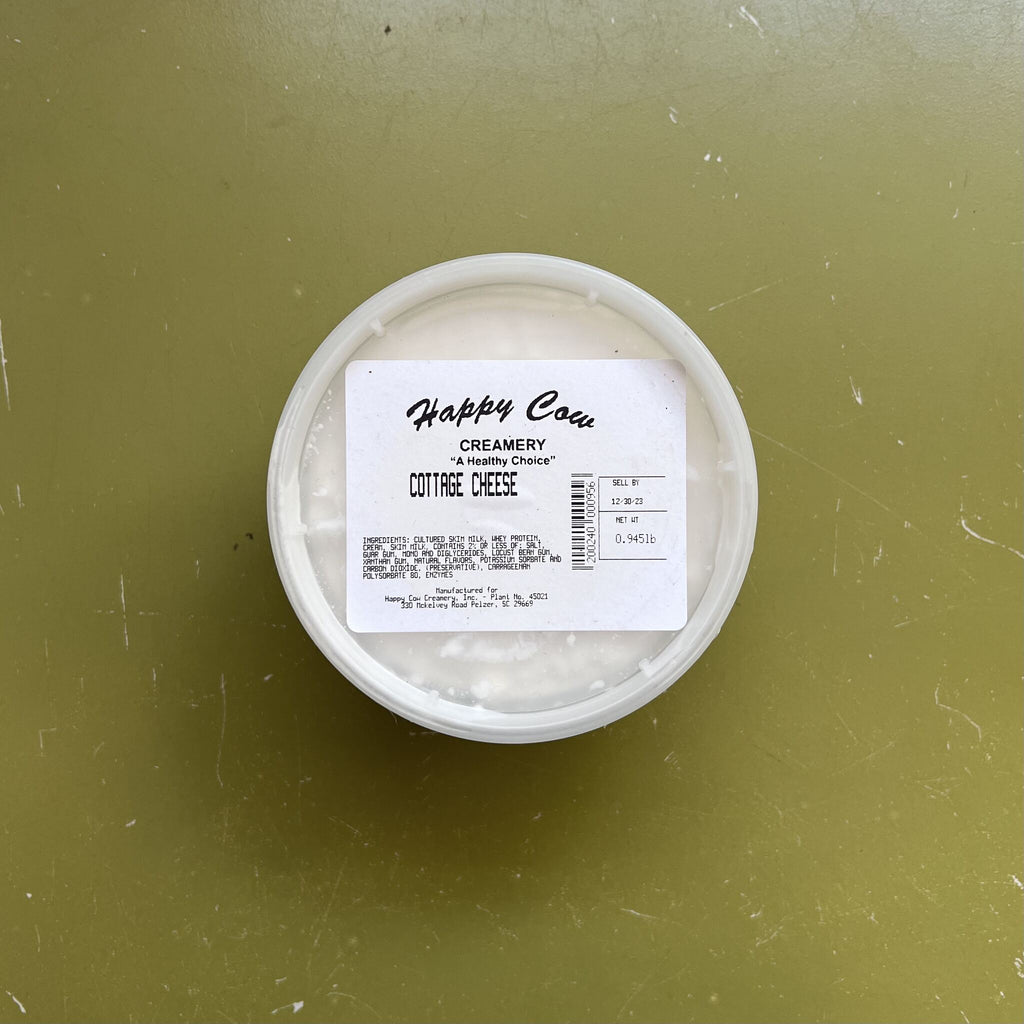 Happy Cow
CREAMERY
“A Healthy Choice”
COTTAGE CHEESE
INGREDIENTS: CULTURED SKIM MILK, WHEY PROTEIN,
CREAM, SKIM MILK, CONTAINS 2% OR LESS OF: SALT,
GUAR GUM, MONO AND DIGLYCERIDES, LOCUST BEAN GUM,
XANTHAN GUM, NATURAL FLAVORS, POTASSIUM SORBATE AND
CARBON DIOXIDE, (PRESERVATIVE), CARRAGEENAN
POLYSORBATE 80, ENZYMES
Manufactured for
Happy Cow Creamery, Inc. - Plant No. 45021
330 McKelvey Road Pelzer, SC 29669
200240 000956
SELL BY
12-30-23
NET WT
0.945lb